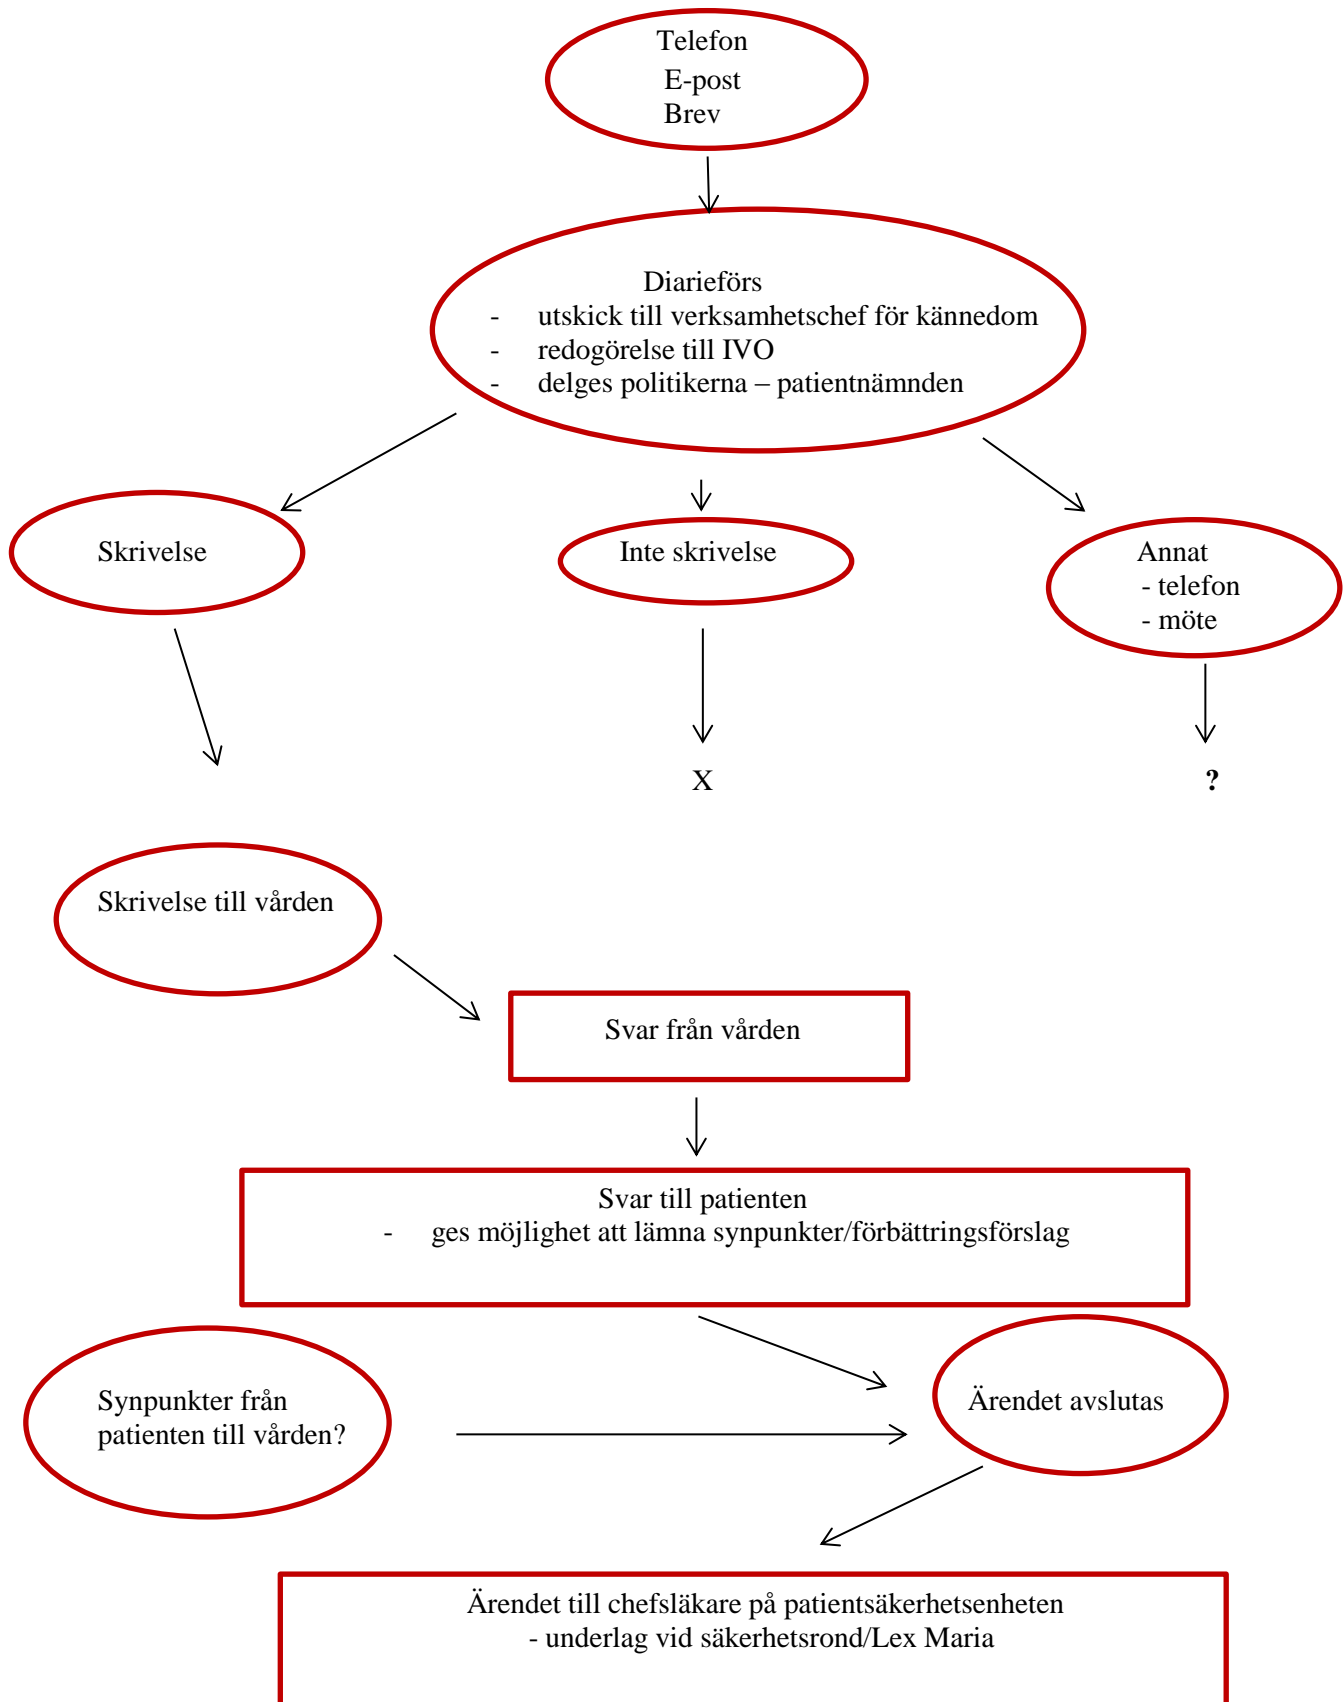 Telefon
E-post
Brev
Diarieförs
- utskick till verksamhetschef för kännedom
- redogörelse till IVO
- delges politikerna – patientnämnden
Skrivelse
Inte skrivelse
Annat
- telefon
- möte
X
?
Skrivelse till vården
Svar från vården
Svar till patienten
- ges möjlighet att lämna synpunkter/förbättringsförslag
Synpunkter från
patienten till vården?
Ärendet avslutas
Ärendet till chefsläkare på patientsäkerhetsenheten
- underlag vid säkerhetsrond/Lex Maria